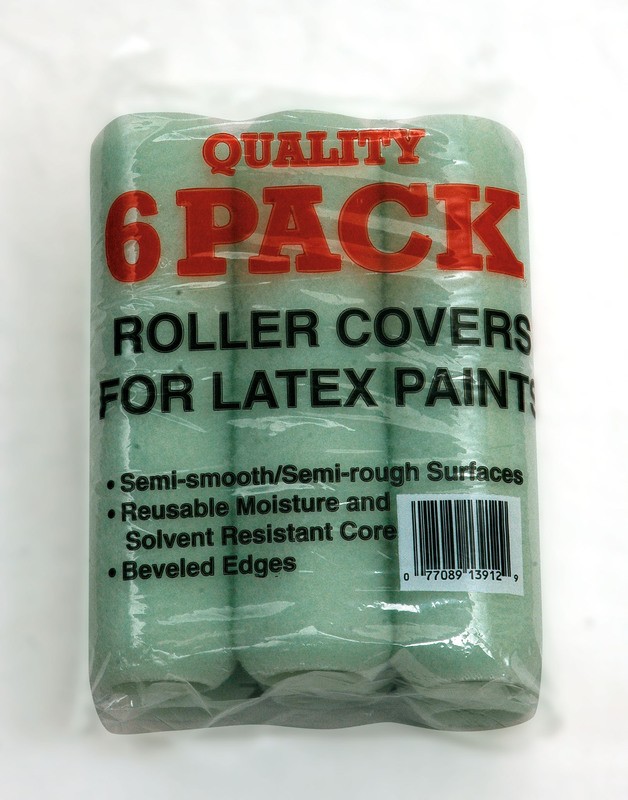 QUALITY
6 PACK
ROLLER COVERS
FOR LATEX PAINTS
• Semi-smooth/Semi-rough Surfaces
• Reusable Moisture and
Solvent Resistant Core
• Beveled Edges
0 77089 13912 9